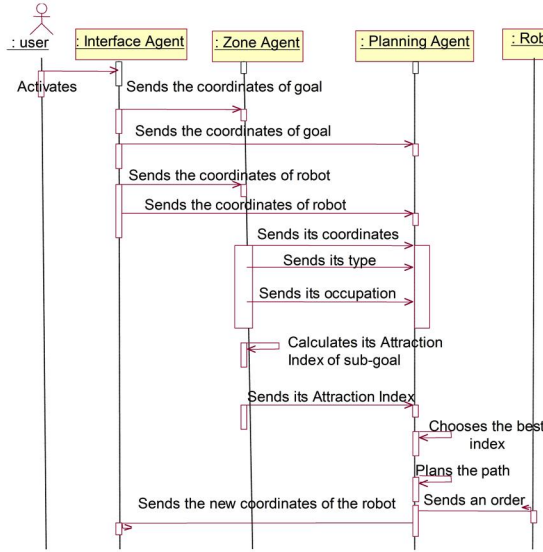 : user
: Interface Agent
: Zone Agent
: Planning Agent
: Rob
Activates
Sends the coordinates of goal
Sends the coordinates of goal
Sends the coordinates of robot
Sends the coordinates of robot
Sends its coordinates
Sends its type
Sends its occupation
Calculates its Attraction
Index of sub-goal
Sends its Attraction Index
Chooses the best
index
Plans the path
Sends an order
Sends the new coordinates of the robot